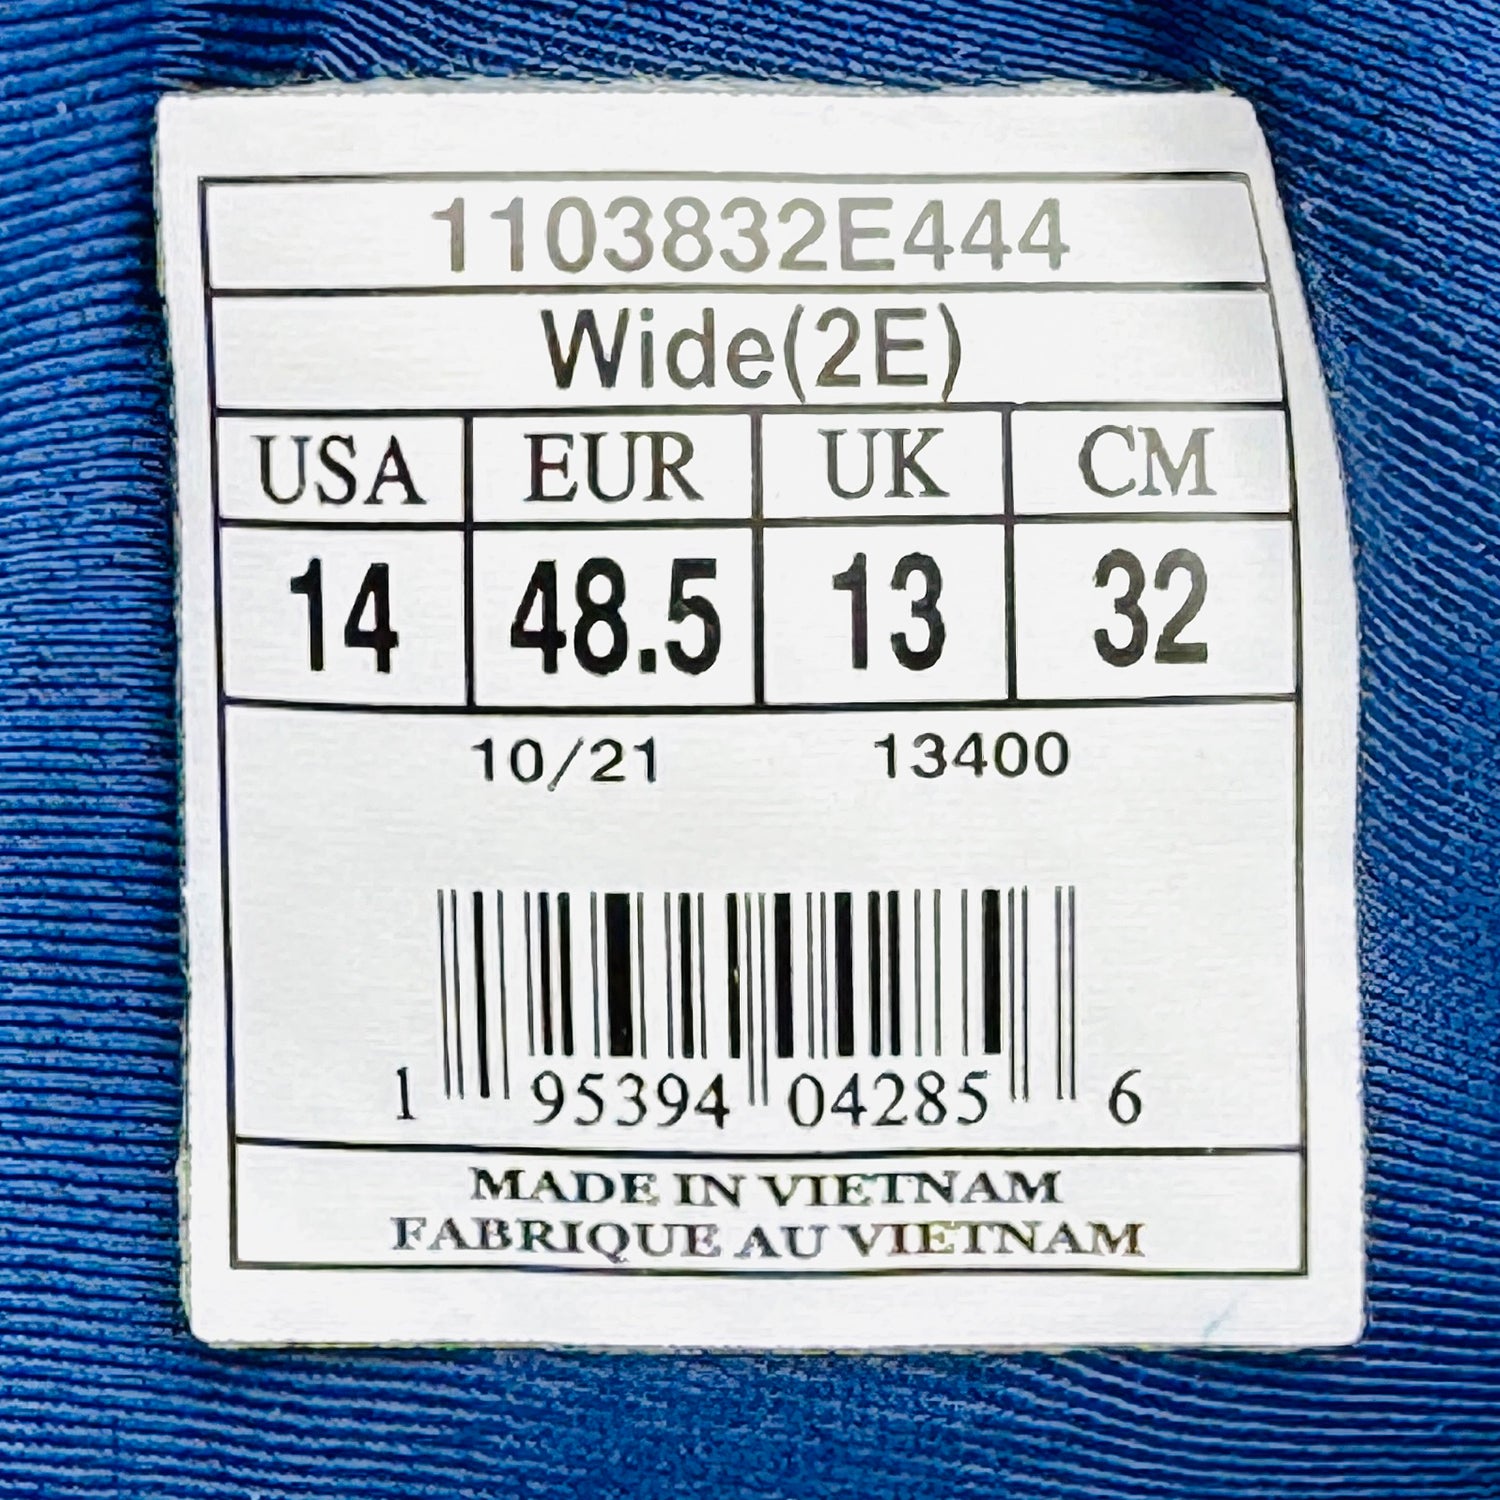 1103832E444
Wide(2E)
USA EUR UK CM
14 48.5 13 32
10/21 13400
1 95394 04285 6
MADE IN VIETNAM
FABRIQUE AU VIETNAM